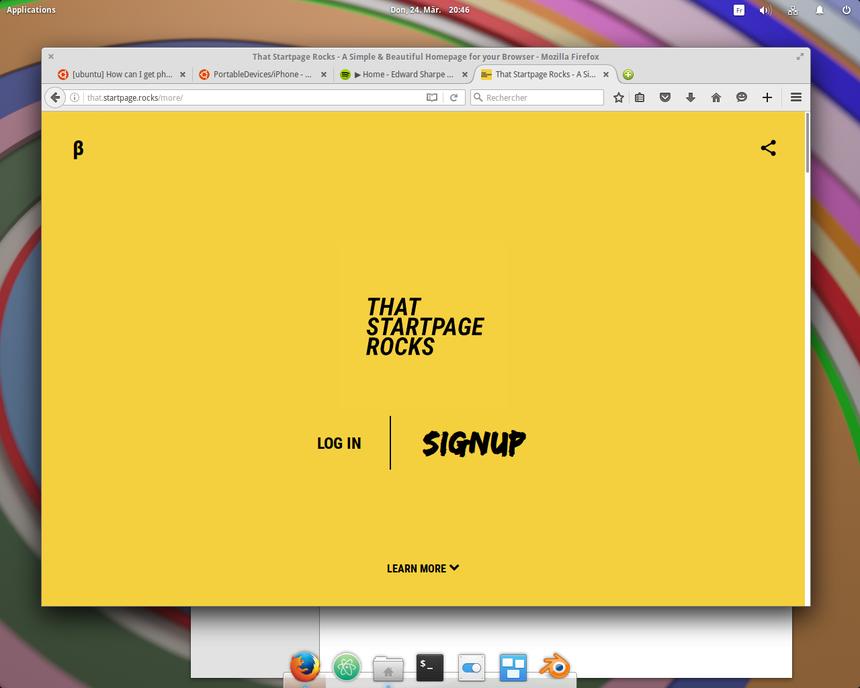 Applications
Don, 24. Mär. 20:46
Fr
That Startpage Rocks - A Simple & Beautiful Homepage for your Browser - Mozilla Firefox
[ubuntu] How can I get ph...
PortableDevices/iPhone - ...
▶ Home - Edward Sharpe ...
That Startpage Rocks - A Si...
that.startpage.rocks/more/
Rechercher
β
THAT
STARTPAGE
ROCKS
LOG IN
SIGNUP
LEARN MORE
$_